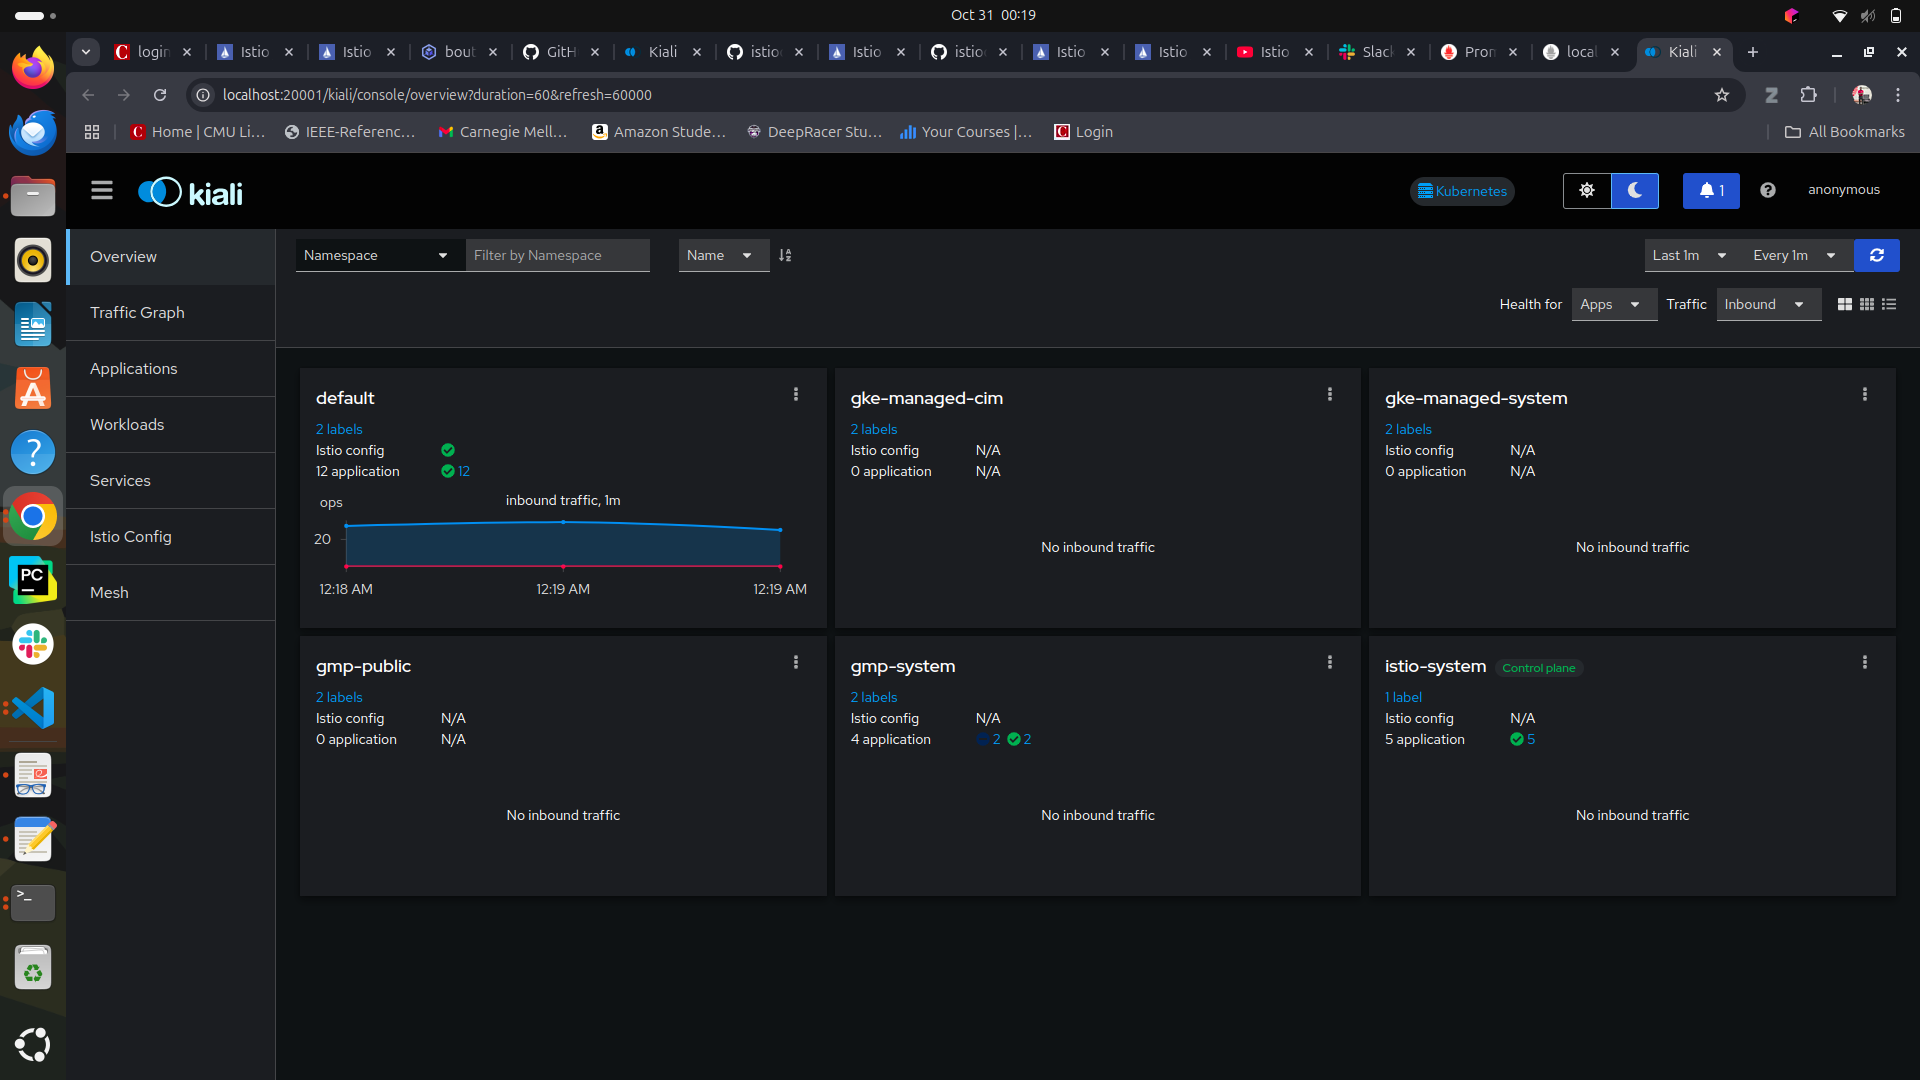 Oct 31 00:19
login
Istio
Istio
bout
GitH
Kiali
istio
Istio
istio
Istio
Istio
Istio
Slac
Pron
local
Kiali
localhost:20001/kiali/console/overview?duration=60&refresh=60000
Home | CMU Li...
IEEE-Referenc...
Carnegie Mell...
Amazon Stude...
DeepRacer Stu...
Your Courses |...
Login
All Bookmarks
kiali
Kubernetes
1
anonymous
Overview
Traffic Graph
Applications
Workloads
Services
Istio Config
Mesh
Namespace
Filter by Namespace
Name
Last 1m
Every 1m
Health for
Apps
Traffic
Inbound
default
2 labels
Istio config
12 application
12
ops
inbound traffic, 1m
20
12:18 AM
12:19 AM
12:19 AM
gke-managed-cim
2 labels
Istio config N/A
0 application N/A
No inbound traffic
gke-managed-system
2 labels
Istio config N/A
0 application N/A
No inbound traffic
gmp-public
2 labels
Istio config N/A
0 application N/A
No inbound traffic
gmp-system
2 labels
Istio config N/A
4 application 2 2
No inbound traffic
istio-system Control plane
1 label
Istio config N/A
5 application 5
No inbound traffic
PC